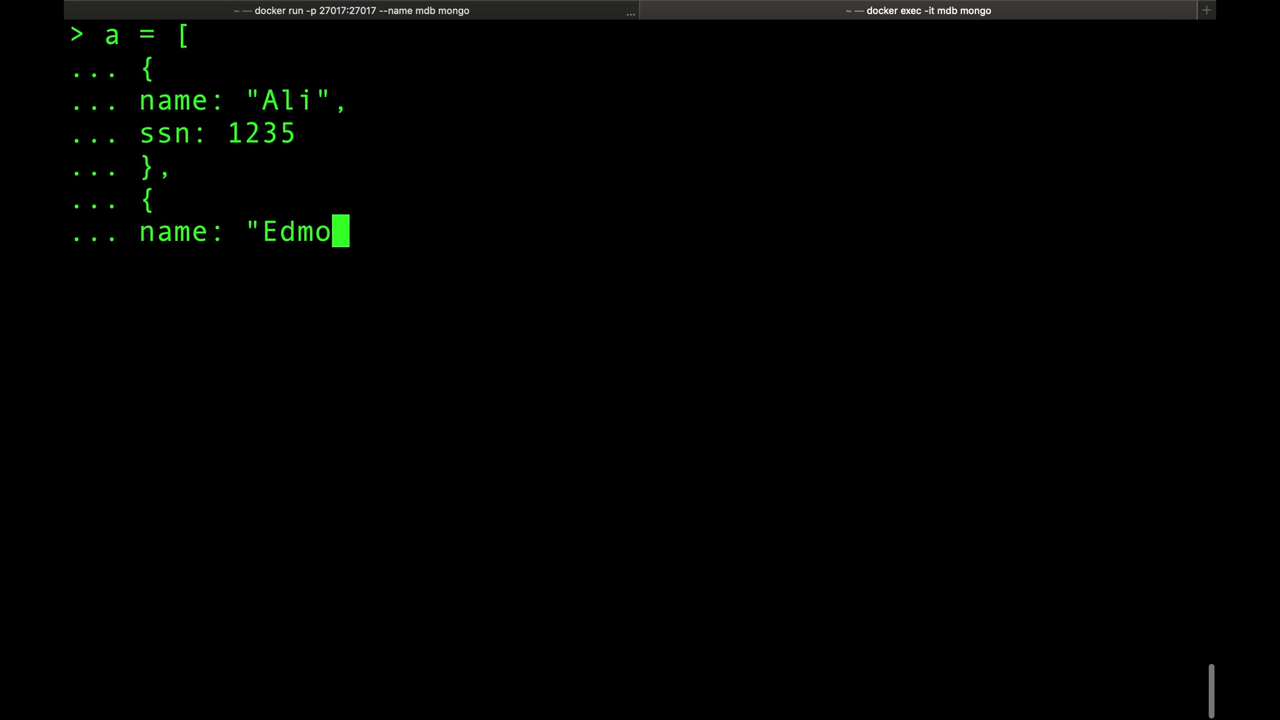 ~ — docker run -p 27017:27017 --name mdb mongo ... ~ — docker exec -it mdb mongo +
> a = [
... {
... name: "Ali",
... ssn: 1235
... },
... {
... name: "Edmo